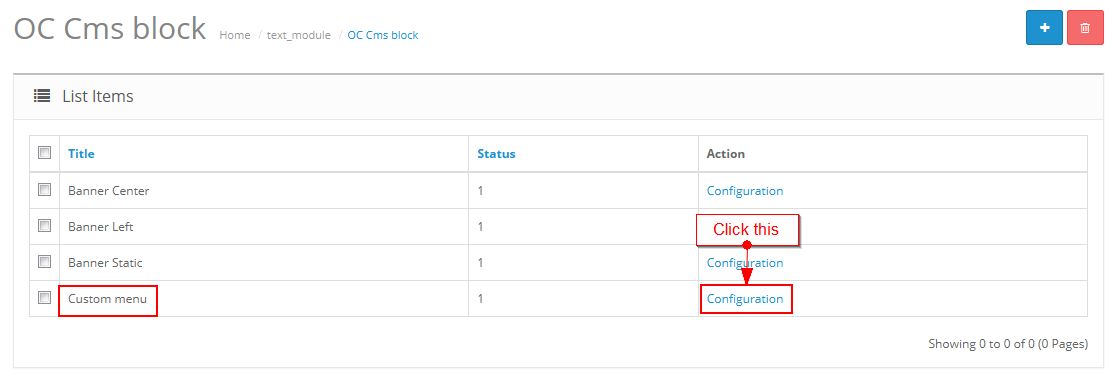 OC Cms block Home / text_module / OC Cms block
List Items
Title Status Action
Banner Center 1 Configuration
Banner Left 1
Click this
Banner Static 1 Configuration
Custom menu 1 Configuration
Showing 0 to 0 of 0 (0 Pages)